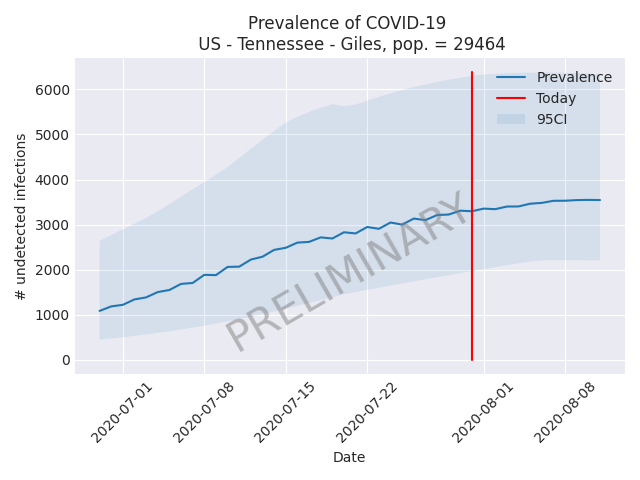 Prevalence of COVID-19
US - Tennessee - Giles, pop. = 29464
6000
5000
4000
3000
2000
1000
0
# undetected infections
Prevalence
Today
95CI
PRELIMINARY
2020-07-01
2020-07-08
2020-07-15
2020-07-22
2020-08-01
2020-08-08
Date